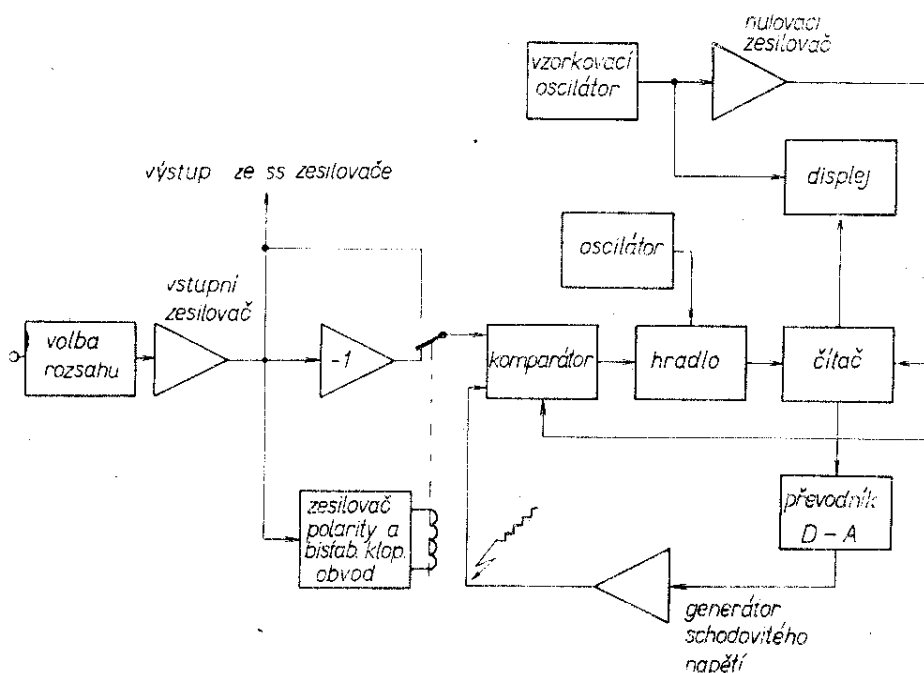 nulovací
zesilovač
vzorkovací
oscilátor
displej
výstup ze ss zesilovače
oscilátor
vstupní
zesilovač
volba
rozsahu
-1
komparátor
hradlo
čítač
zesilovač
polarity a
bistab. klop.
obvod
převodník
D - A
generátor
schodovitého
napětí